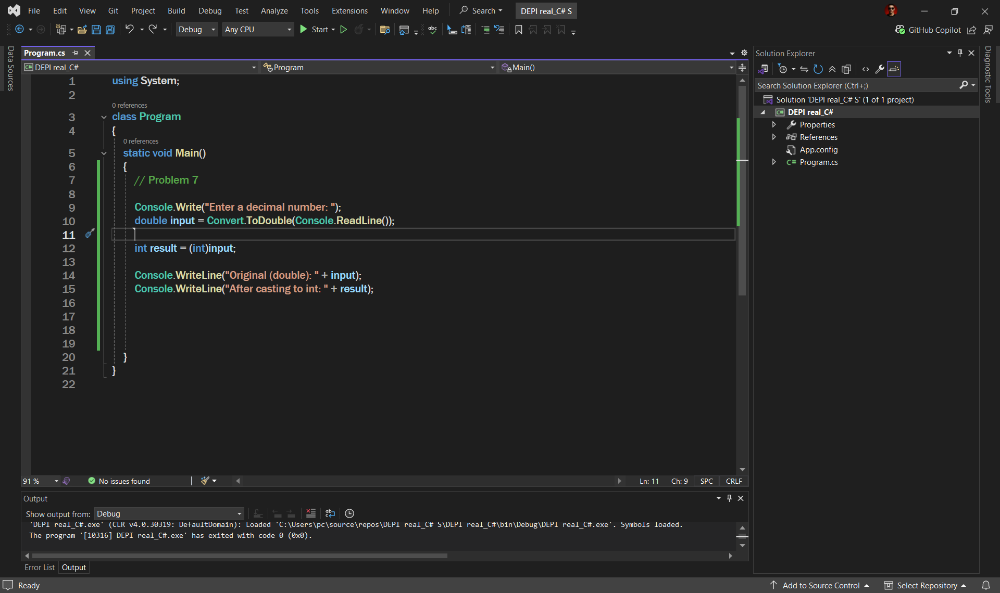 File Edit View Git Project Build Debug Test Analyze Tools Extensions Window Help Search DEPI real_C# S
Debug Any CPU Start GitHub Copilot
Data Sources
Program.cs
DEPI real_C# Program Main()
1 using System;
2
0 references
3 class Program
4 {
0 references
5 static void Main()
6 {
7 // Problem 7
8
9 Console.Write("Enter a decimal number: ");
10 double input = Convert.ToDouble(Console.ReadLine());
11
12 int result = (int)input;
13
14 Console.WriteLine("Original (double): " + input);
15 Console.WriteLine("After casting to int: " + result);
16
17
18
19
20 }
21 }
22
91 % No issues found Ln: 11 Ch: 9 SPC CRLF
Output
Show output from: Debug
'DEPI real_C#.exe' (CLR v4.0.30319: DefaultDomain): Loaded 'C:\Users\pc\source\repos\DEPI real_C# S\DEPI real_C#\bin\Debug\DEPI real_C#.exe'. Symbols loaded.
The program '[10316] DEPI real_C#.exe' has exited with code 0 (0x0).
Error List Output
Solution Explorer
Search Solution Explorer (Ctrl+;)
Solution 'DEPI real_C# S' (1 of 1 project)
DEPI real_C#
Properties
References
App.config
C# Program.cs
Diagnostic Tools
Ready Add to Source Control Select Repository